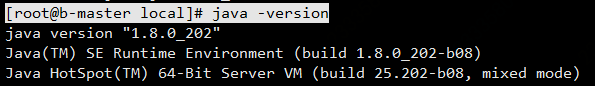 [root@b-master local]# java -version
java version "1.8.0_202"
Java(TM) SE Runtime Environment (build 1.8.0_202-b08)
Java HotSpot(TM) 64-Bit Server VM (build 25.202-b08, mixed mode)